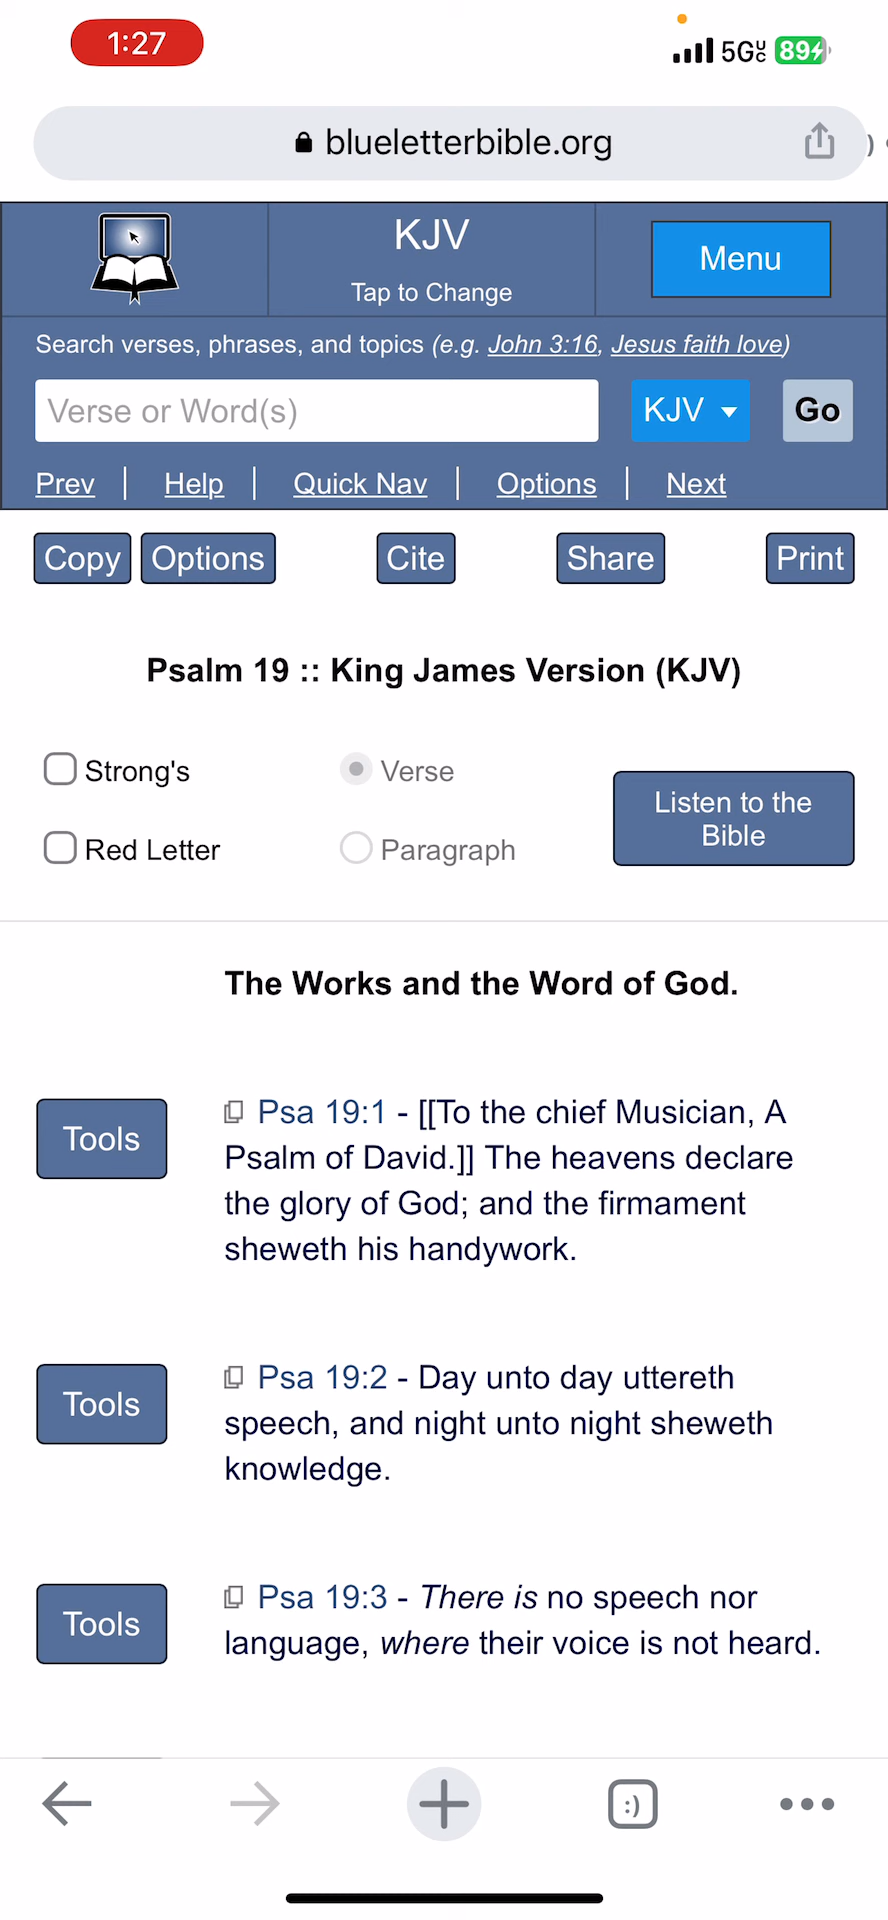 1:27
5G UC 89
blueletterbible.org
KJV
Tap to Change
Menu
Search verses, phrases, and topics (e.g. John 3:16, Jesus faith love)
Verse or Word(s)
KJV
Go
Prev | Help | Quick Nav | Options | Next
Copy Options Cite Share Print
Psalm 19 :: King James Version (KJV)
Strong's
Verse
Red Letter
Paragraph
Listen to the
Bible
The Works and the Word of God.
Tools
Psa 19:1 - [[To the chief Musician, A
Psalm of David.]] The heavens declare
the glory of God; and the firmament
sheweth his handywork.
Tools
Psa 19:2 - Day unto day uttereth
speech, and night unto night sheweth
knowledge.
Tools
Psa 19:3 - There is no speech nor
language, where their voice is not heard.
:)